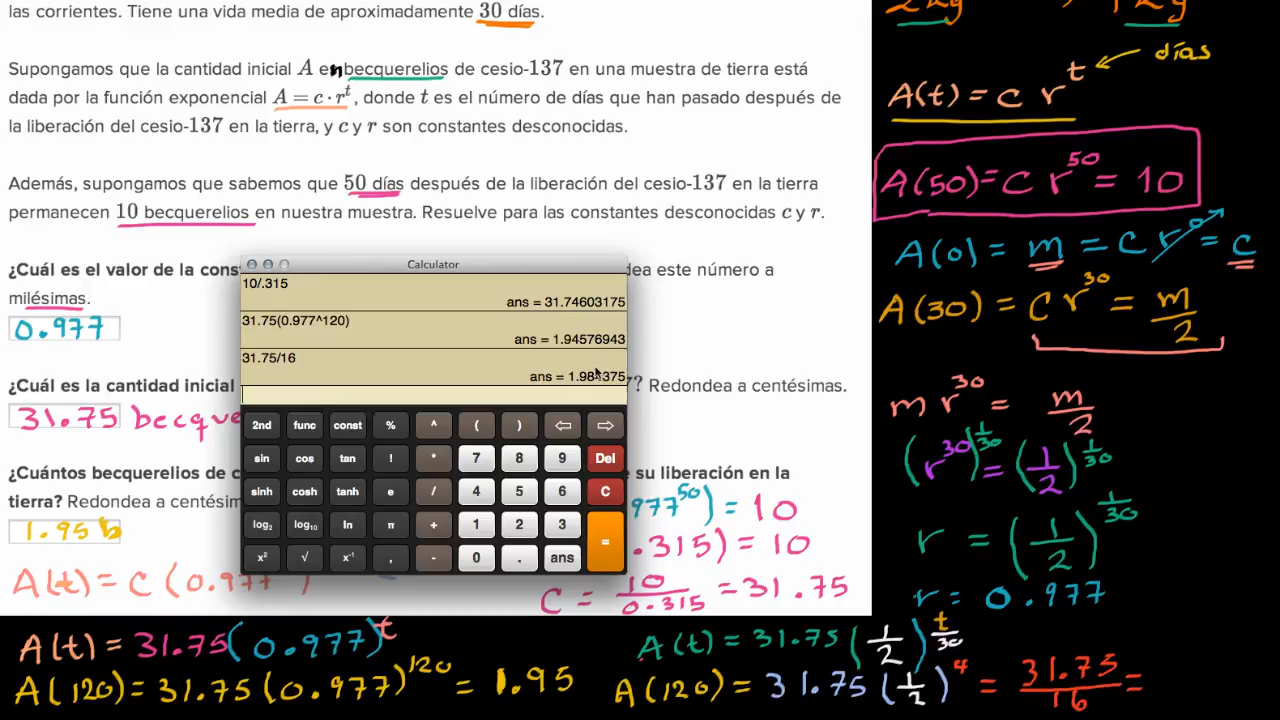 las corrientes. Tiene una vida media de aproximadamente 30 días.
Supongamos que la cantidad inicial A en becquerelios de cesio-137 en una muestra de tierra está
dada por la función exponencial A = c · r^t, donde t es el número de días que han pasado después de
la liberación del cesio-137 en la tierra, y c y r son constantes desconocidas.
Además, supongamos que sabemos que 50 días después de la liberación del cesio-137 en la tierra
permanecen 10 becquerelios en nuestra muestra. Resuelve para las constantes desconocidas c y r.
¿Cuál es el valor de la cons dea este número a
milésimas.
0.977
¿Cuál es la cantidad inicial ? Redondea a centésimas.
31.75 becque
¿Cuántos becquerelios de c su liberación en la
tierra? Redondea a centésim
1.95 b
A(t) = C (0.977
977^50) = 10
.315) = 10
C = 10/0.315 = 31.75
Calculator
10/.315
ans = 31.74603175
31.75(0.977^120)
ans = 1.94576943
31.75/16
ans = 1.984375
2nd func const % ^ ( ) ⇦ ⇨
sin cos tan ! * 7 8 9 Del
sinh cosh tanh e / 4 5 6 C
log₂ log₁₀ ln π + 1 2 3 =
x² √ x⁻¹ , - 0 . ans
días
A(t) = c r^t
A(50) = c r^50 = 10
A(0) = m = c r^0 = c
A(30) = c r^30 = m/2
m r^30 = m/2
(r^30)^1/30 = (1/2)^1/30
r = (1/2)^1/30
r = 0.977
A(t) = 31.75(0.977)^t
A(120) = 31.75(0.977)^120 = 1.95
A(t) = 31.75(1/2)^t/30
A(120) = 31.75(1/2)^4 = 31.75/16 =